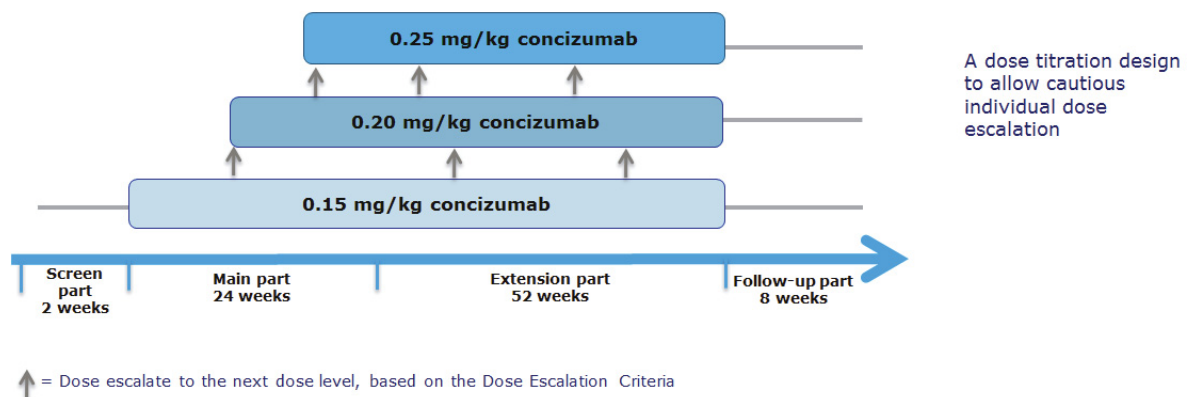 0.25 mg/kg concizumab
A dose titration design
to allow cautious
individual dose
escalation
0.20 mg/kg concizumab
0.15 mg/kg concizumab
Screen
part
2 weeks
Main part
24 weeks
Extension part
52 weeks
Follow-up part
8 weeks
= Dose escalate to the next dose level, based on the Dose Escalation Criteria